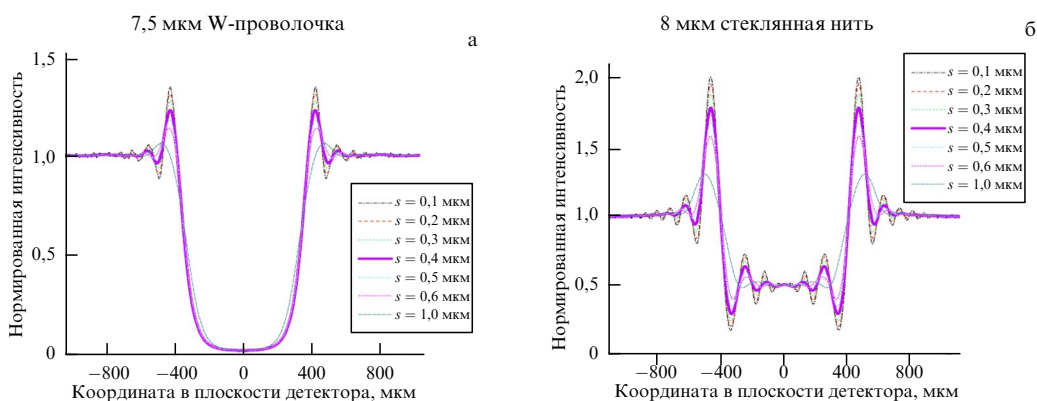 7,5 мкм W-проволочка
а
Нормированная интенсивность
1,5
1,0
0,5
0
−800
−400
0
400
800
Координата в плоскости детектора, мкм
s = 0,1 мкм
s = 0,2 мкм
s = 0,3 мкм
s = 0,4 мкм
s = 0,5 мкм
s = 0,6 мкм
s = 1,0 мкм
8 мкм стеклянная нить
б
Нормированная интенсивность
2,0
1,0
0,5
0
−800
−400
0
400
800
Координата в плоскости детектора, мкм
s = 0,1 мкм
s = 0,2 мкм
s = 0,3 мкм
s = 0,4 мкм
s = 0,5 мкм
s = 0,6 мкм
s = 1,0 мкм